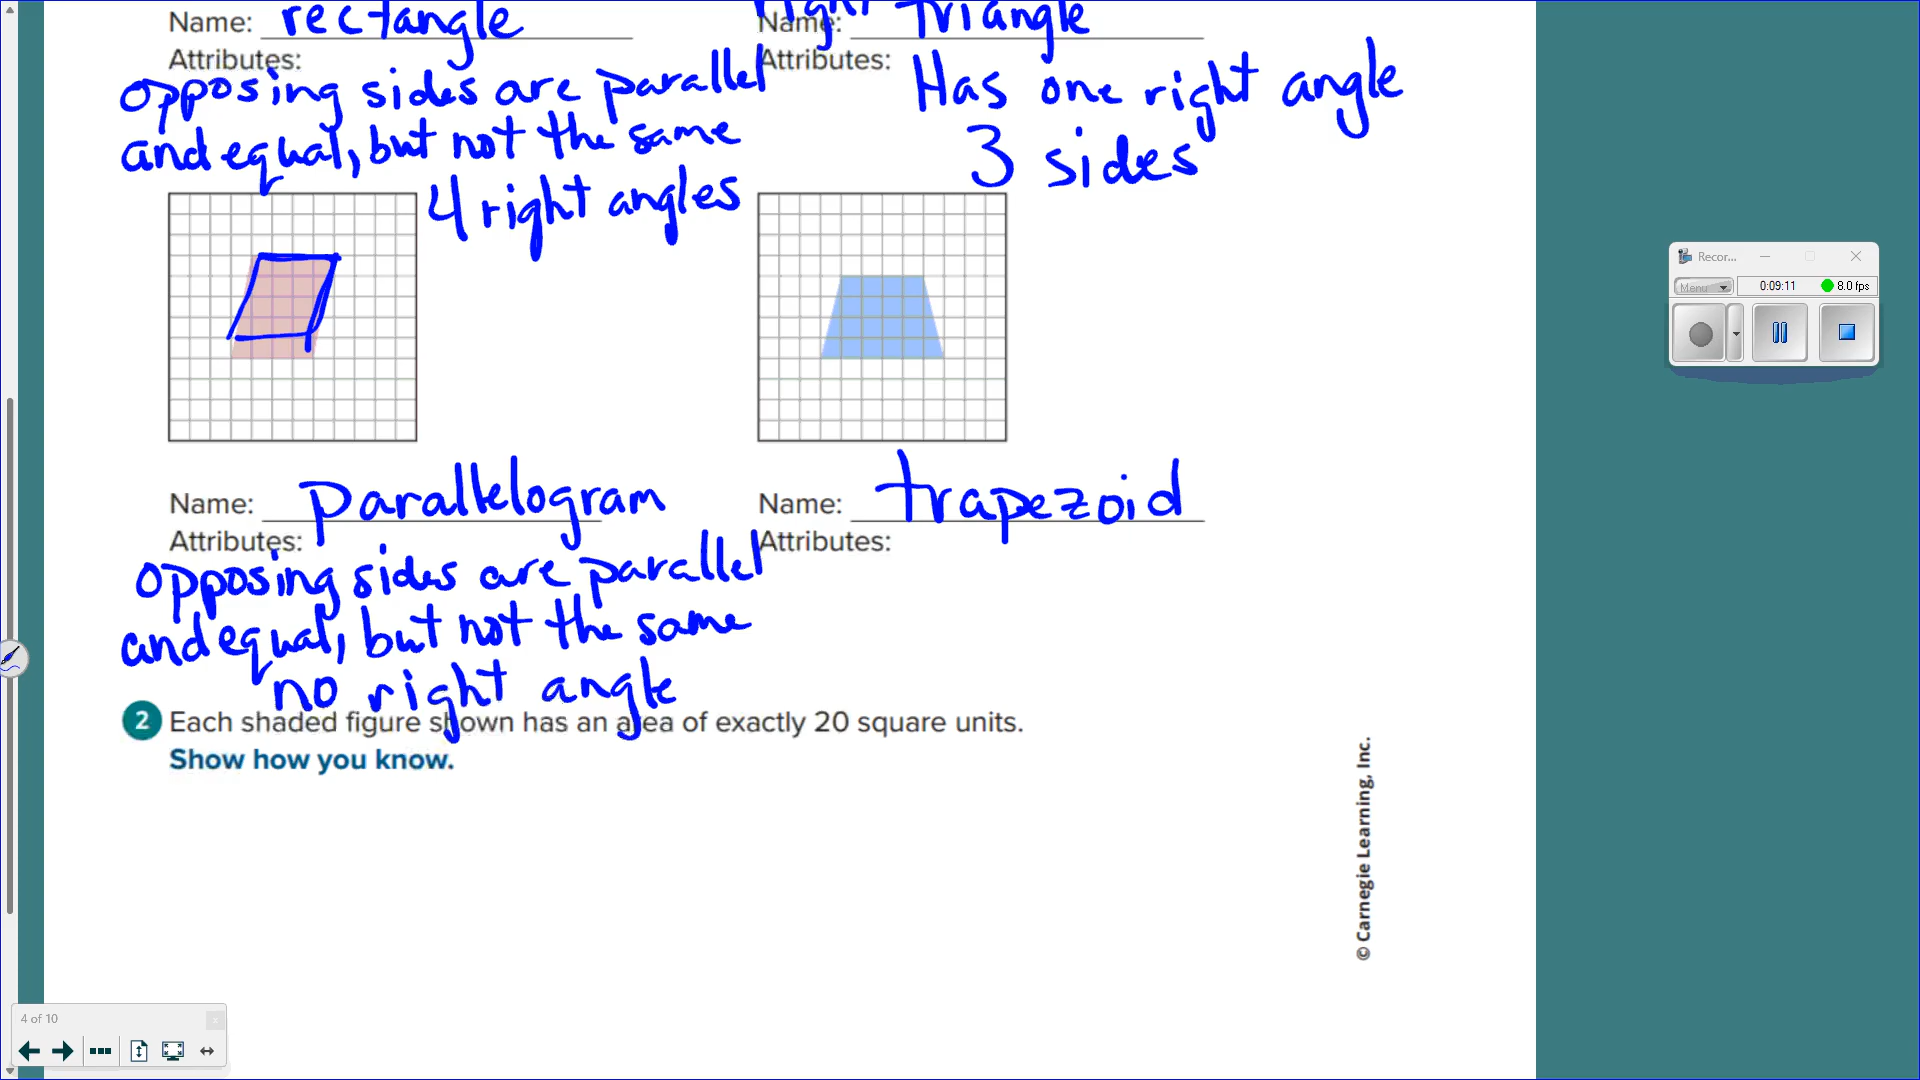 Name: rectangle
Attributes:
opposing sides are parallel
and equal, but not the same
4 right angles
Name: right triangle
Attributes:
Has one right angle
3 sides
Name: parallelogram
Attributes:
opposing sides are parallel
and equal, but not the same
no right angle
Name: trapezoid
Attributes:
2 Each shaded figure shown has an area of exactly 20 square units.
Show how you know.
© Carnegie Learning, Inc.
Recor...
Menu
0:09:11
8.0 fps
4 of 10